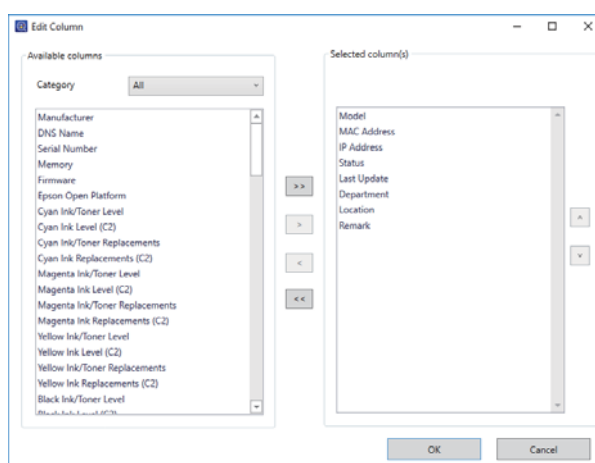 Edit Column
Available columns
Category
All
Manufacturer
DNS Name
Serial Number
Memory
Firmware
Epson Open Platform
Cyan Ink/Toner Level
Cyan Ink Level (C2)
Cyan Ink/Toner Replacements
Cyan Ink Replacements (C2)
Magenta Ink/Toner Level
Magenta Ink Level (C2)
Magenta Ink/Toner Replacements
Magenta Ink Replacements (C2)
Yellow Ink/Toner Level
Yellow Ink Level (C2)
Yellow Ink/Toner Replacements
Yellow Ink Replacements (C2)
Black Ink/Toner Level
Black Ink Level (C2)
>>
>
<
<<
Selected column(s)
Model
MAC Address
IP Address
Status
Last Update
Department
Location
Remark
OK
Cancel